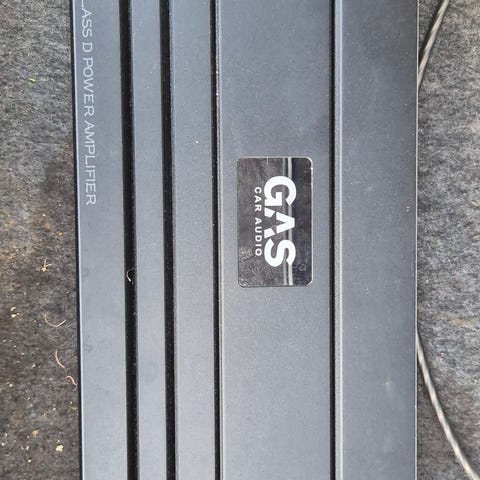 LASS D POWER AMPLIFIER
GAS
CAR AUDIO